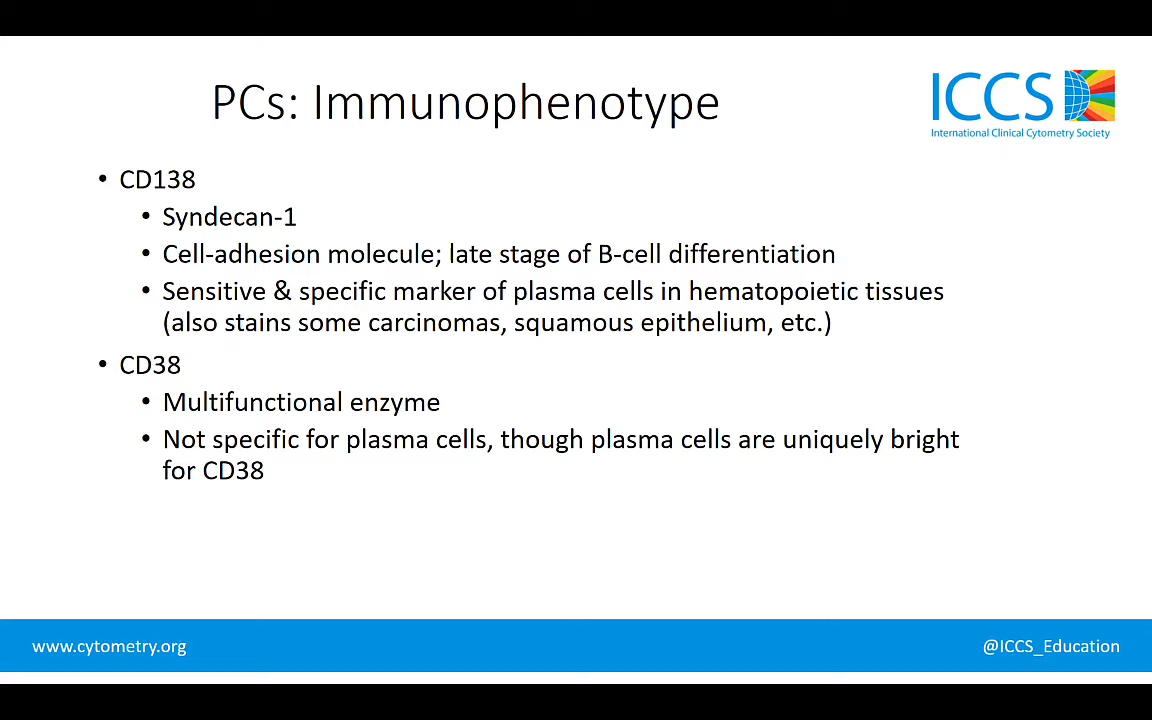 PCs: Immunophenotype
ICCS
International Clinical Cytometry Society
• CD138
• Syndecan-1
• Cell-adhesion molecule; late stage of B-cell differentiation
• Sensitive & specific marker of plasma cells in hematopoietic tissues
(also stains some carcinomas, squamous epithelium, etc.)
• CD38
• Multifunctional enzyme
• Not specific for plasma cells, though plasma cells are uniquely bright
for CD38
www.cytometry.org
@ICCS_Education